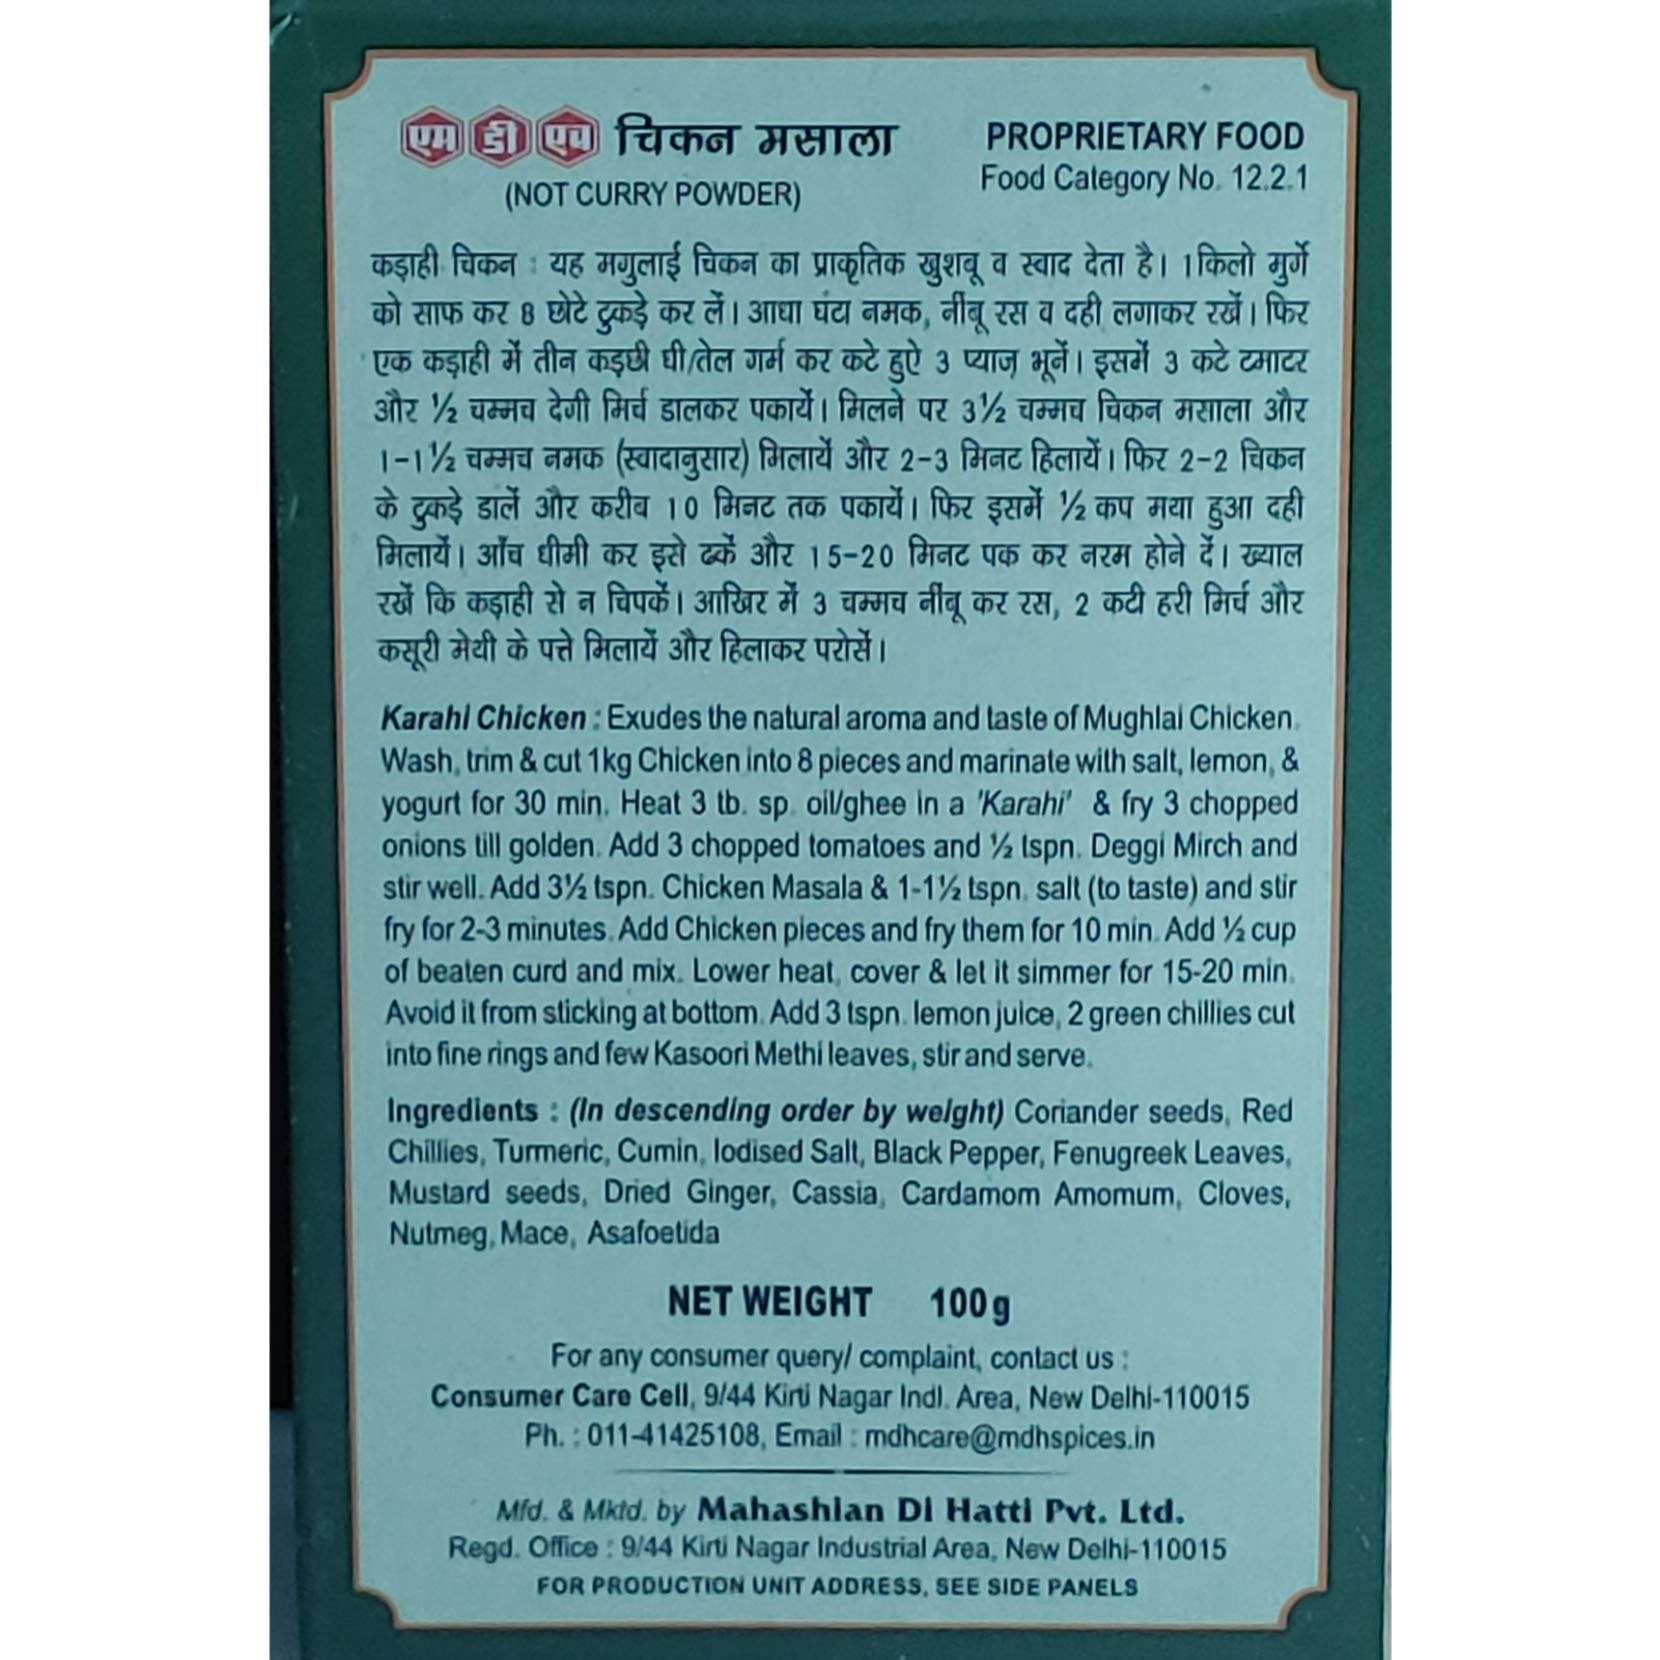 एम डी एच चिकन मसाला
(NOT CURRY POWDER)
PROPRIETARY FOOD
Food Category No. 12.2.1
कड़ाही चिकन : यह मगुलाई चिकन का प्राकृतिक खुशबू व स्वाद देता है। 1किलो मुर्गे
को साफ कर 8 छोटे टुकड़े कर लें। आधा घंटा नमक, नींबू रस व दही लगाकर रखें। फिर
एक कड़ाही में तीन कड़छी घी/तेल गर्म कर कटे हुऐ 3 प्याज़ भूनें। इसमें 3 कटे टमाटर
और ½ चम्मच देगी मिर्च डालकर पकायें। मिलने पर 3½ चम्मच चिकन मसाला और
1-1½ चम्मच नमक (स्वादानुसार) मिलायें और 2-3 मिनट हिलायें। फिर 2-2 चिकन
के टुकड़े डालें और करीब 10 मिनट तक पकायें। फिर इसमें ½ कप मथा हुआ दही
मिलायें। आँच धीमी कर इसे ढकें और 15-20 मिनट पक कर नरम होने दें। ख्याल
रखें कि कड़ाही से न चिपकें। आखिर में 3 चम्मच नींबू कर रस, 2 कटी हरी मिर्च और
कसूरी मेथी के पत्ते मिलायें और हिलाकर परोसें।
Karahi Chicken : Exudes the natural aroma and taste of Mughlai Chicken.
Wash, trim & cut 1kg Chicken into 8 pieces and marinate with salt, lemon, &
yogurt for 30 min. Heat 3 tb. sp. oil/ghee in a 'Karahi' & fry 3 chopped
onions till golden. Add 3 chopped tomatoes and ½ tspn. Deggi Mirch and
stir well. Add 3½ tspn. Chicken Masala & 1-1½ tspn. salt (to taste) and stir
fry for 2-3 minutes. Add Chicken pieces and fry them for 10 min. Add ½ cup
of beaten curd and mix. Lower heat, cover & let it simmer for 15-20 min.
Avoid it from sticking at bottom. Add 3 tspn. lemon juice, 2 green chillies cut
into fine rings and few Kasoori Methi leaves, stir and serve.
Ingredients : (In descending order by weight) Coriander seeds, Red
Chillies, Turmeric, Cumin, Iodised Salt, Black Pepper, Fenugreek Leaves,
Mustard seeds, Dried Ginger, Cassia, Cardamom Amomum, Cloves,
Nutmeg, Mace, Asafoetida
NET WEIGHT 100g
For any consumer query/ complaint, contact us :
Consumer Care Cell, 9/44 Kirti Nagar Indl. Area, New Delhi-110015
Ph. : 011-41425108, Email : mdhcare@mdhspices.in
Mfd. & Mktd. by Mahashian Di Hatti Pvt. Ltd.
Regd. Office : 9/44 Kirti Nagar Industrial Area, New Delhi-110015
FOR PRODUCTION UNIT ADDRESS, SEE SIDE PANELS